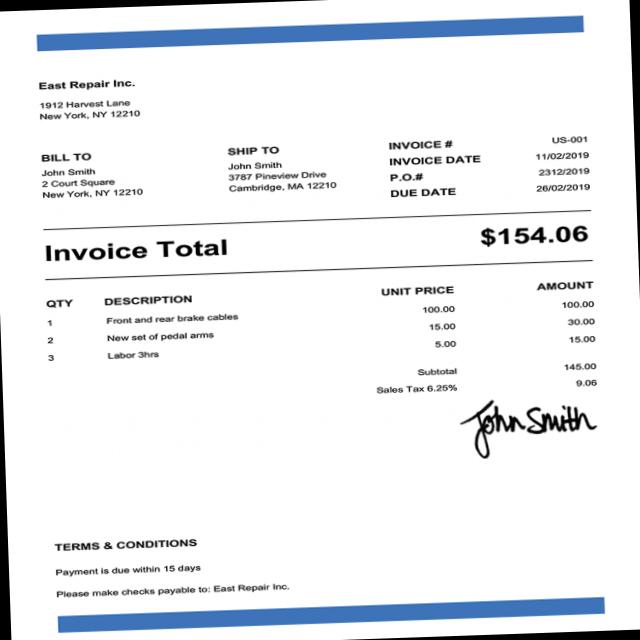 East Repair Inc.
1912 Harvest Lane
New York, NY 12210
BILL TO
John Smith
2 Court Square
New York, NY 12210
SHIP TO
John Smith
3787 Pineview Drive
Cambridge, MA 12210
INVOICE # US-001
INVOICE DATE 11/02/2019
P.O.# 2312/2019
DUE DATE 26/02/2019
Invoice Total $154.06
QTY DESCRIPTION UNIT PRICE AMOUNT
1 Front and rear brake cables 100.00 100.00
2 New set of pedal arms 15.00 30.00
3 Labor 3hrs 5.00 15.00
Subtotal 145.00
Sales Tax 6.25% 9.06
John Smith
TERMS & CONDITIONS
Payment is due within 15 days
Please make checks payable to: East Repair Inc.